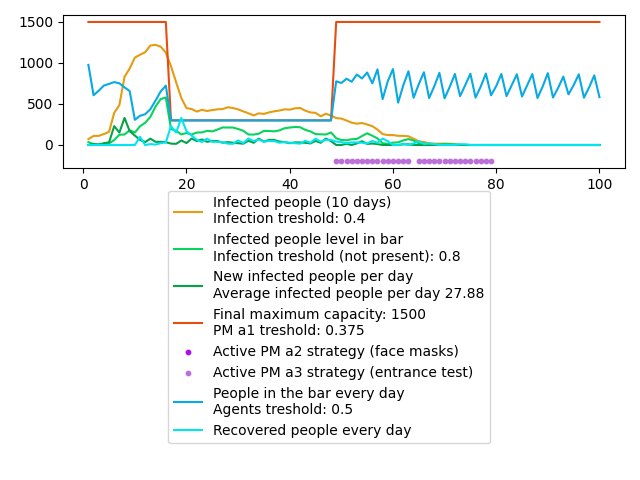 1500
1000
500
0
0 20 40 60 80 100
Infected people (10 days)
Infection treshold: 0.4
Infected people level in bar
Infection treshold (not present): 0.8
New infected people per day
Average infected people per day 27.88
Final maximum capacity: 1500
PM a1 treshold: 0.375
Active PM a2 strategy (face masks)
Active PM a3 strategy (entrance test)
People in the bar every day
Agents treshold: 0.5
Recovered people every day